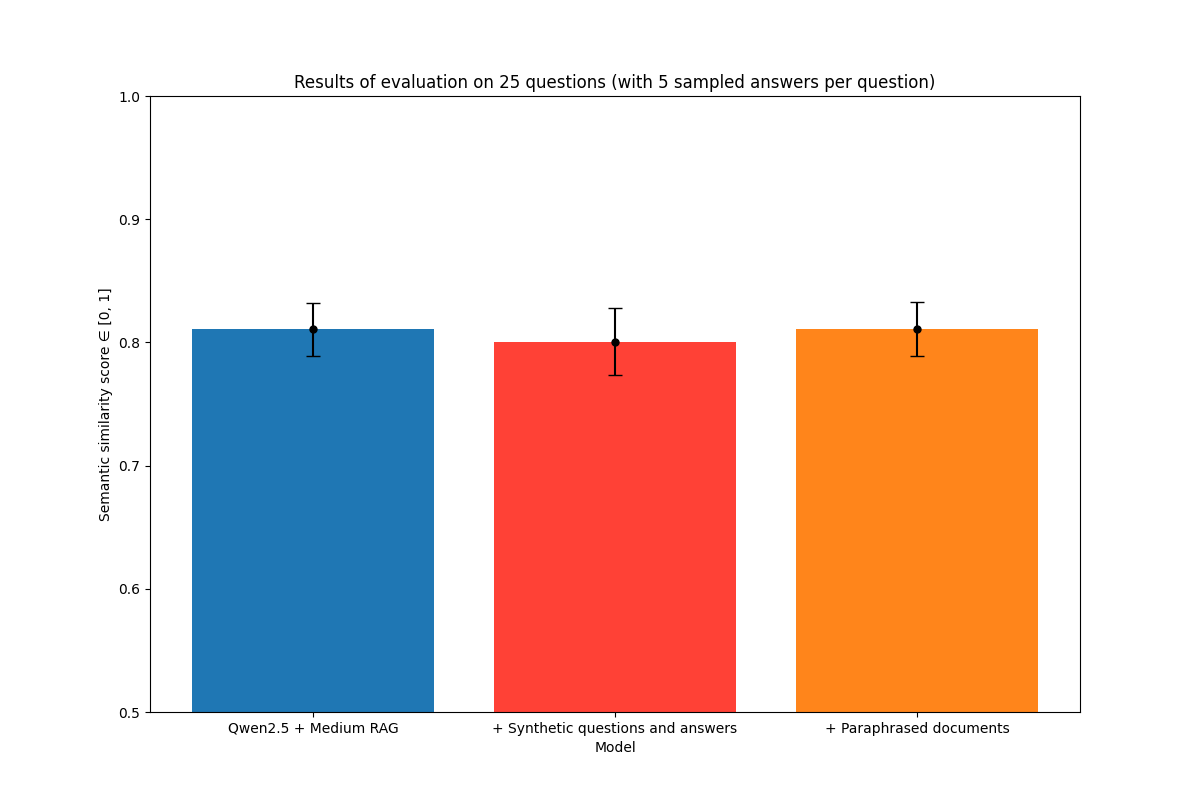 Results of evaluation on 25 questions (with 5 sampled answers per question)
Semantic similarity score ∈ [0, 1]
1.0
0.9
0.8
0.7
0.6
0.5
Qwen2.5 + Medium RAG
+ Synthetic questions and answers
+ Paraphrased documents
Model